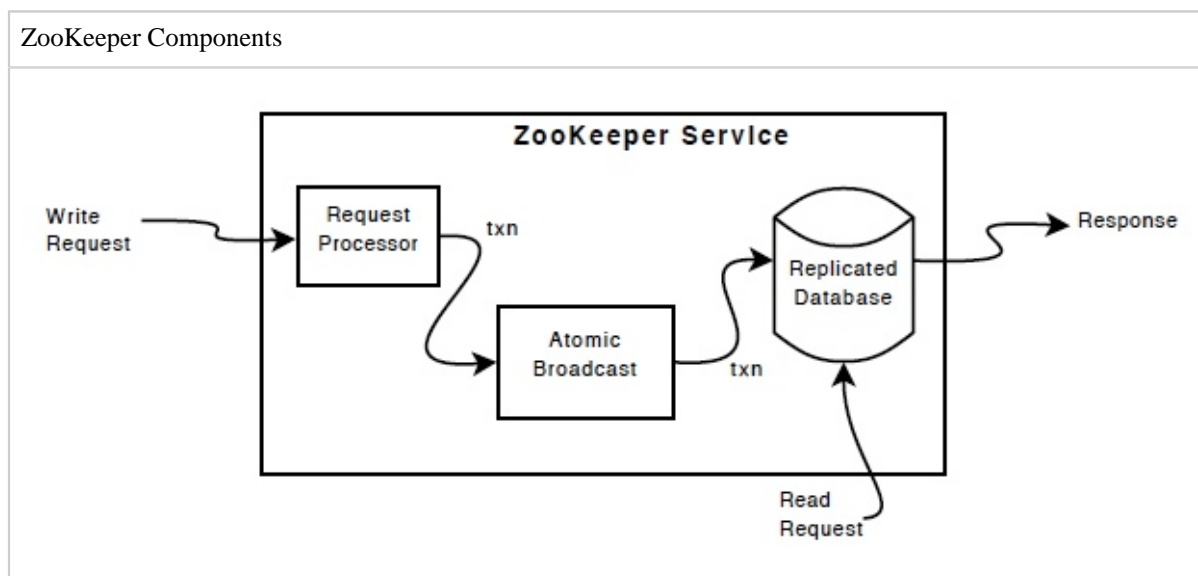 ZooKeeper Components
ZooKeeper Service
Write
Request
Request
Processor
txn
Atomic
Broadcast
txn
Replicated
Database
Response
Read
Request